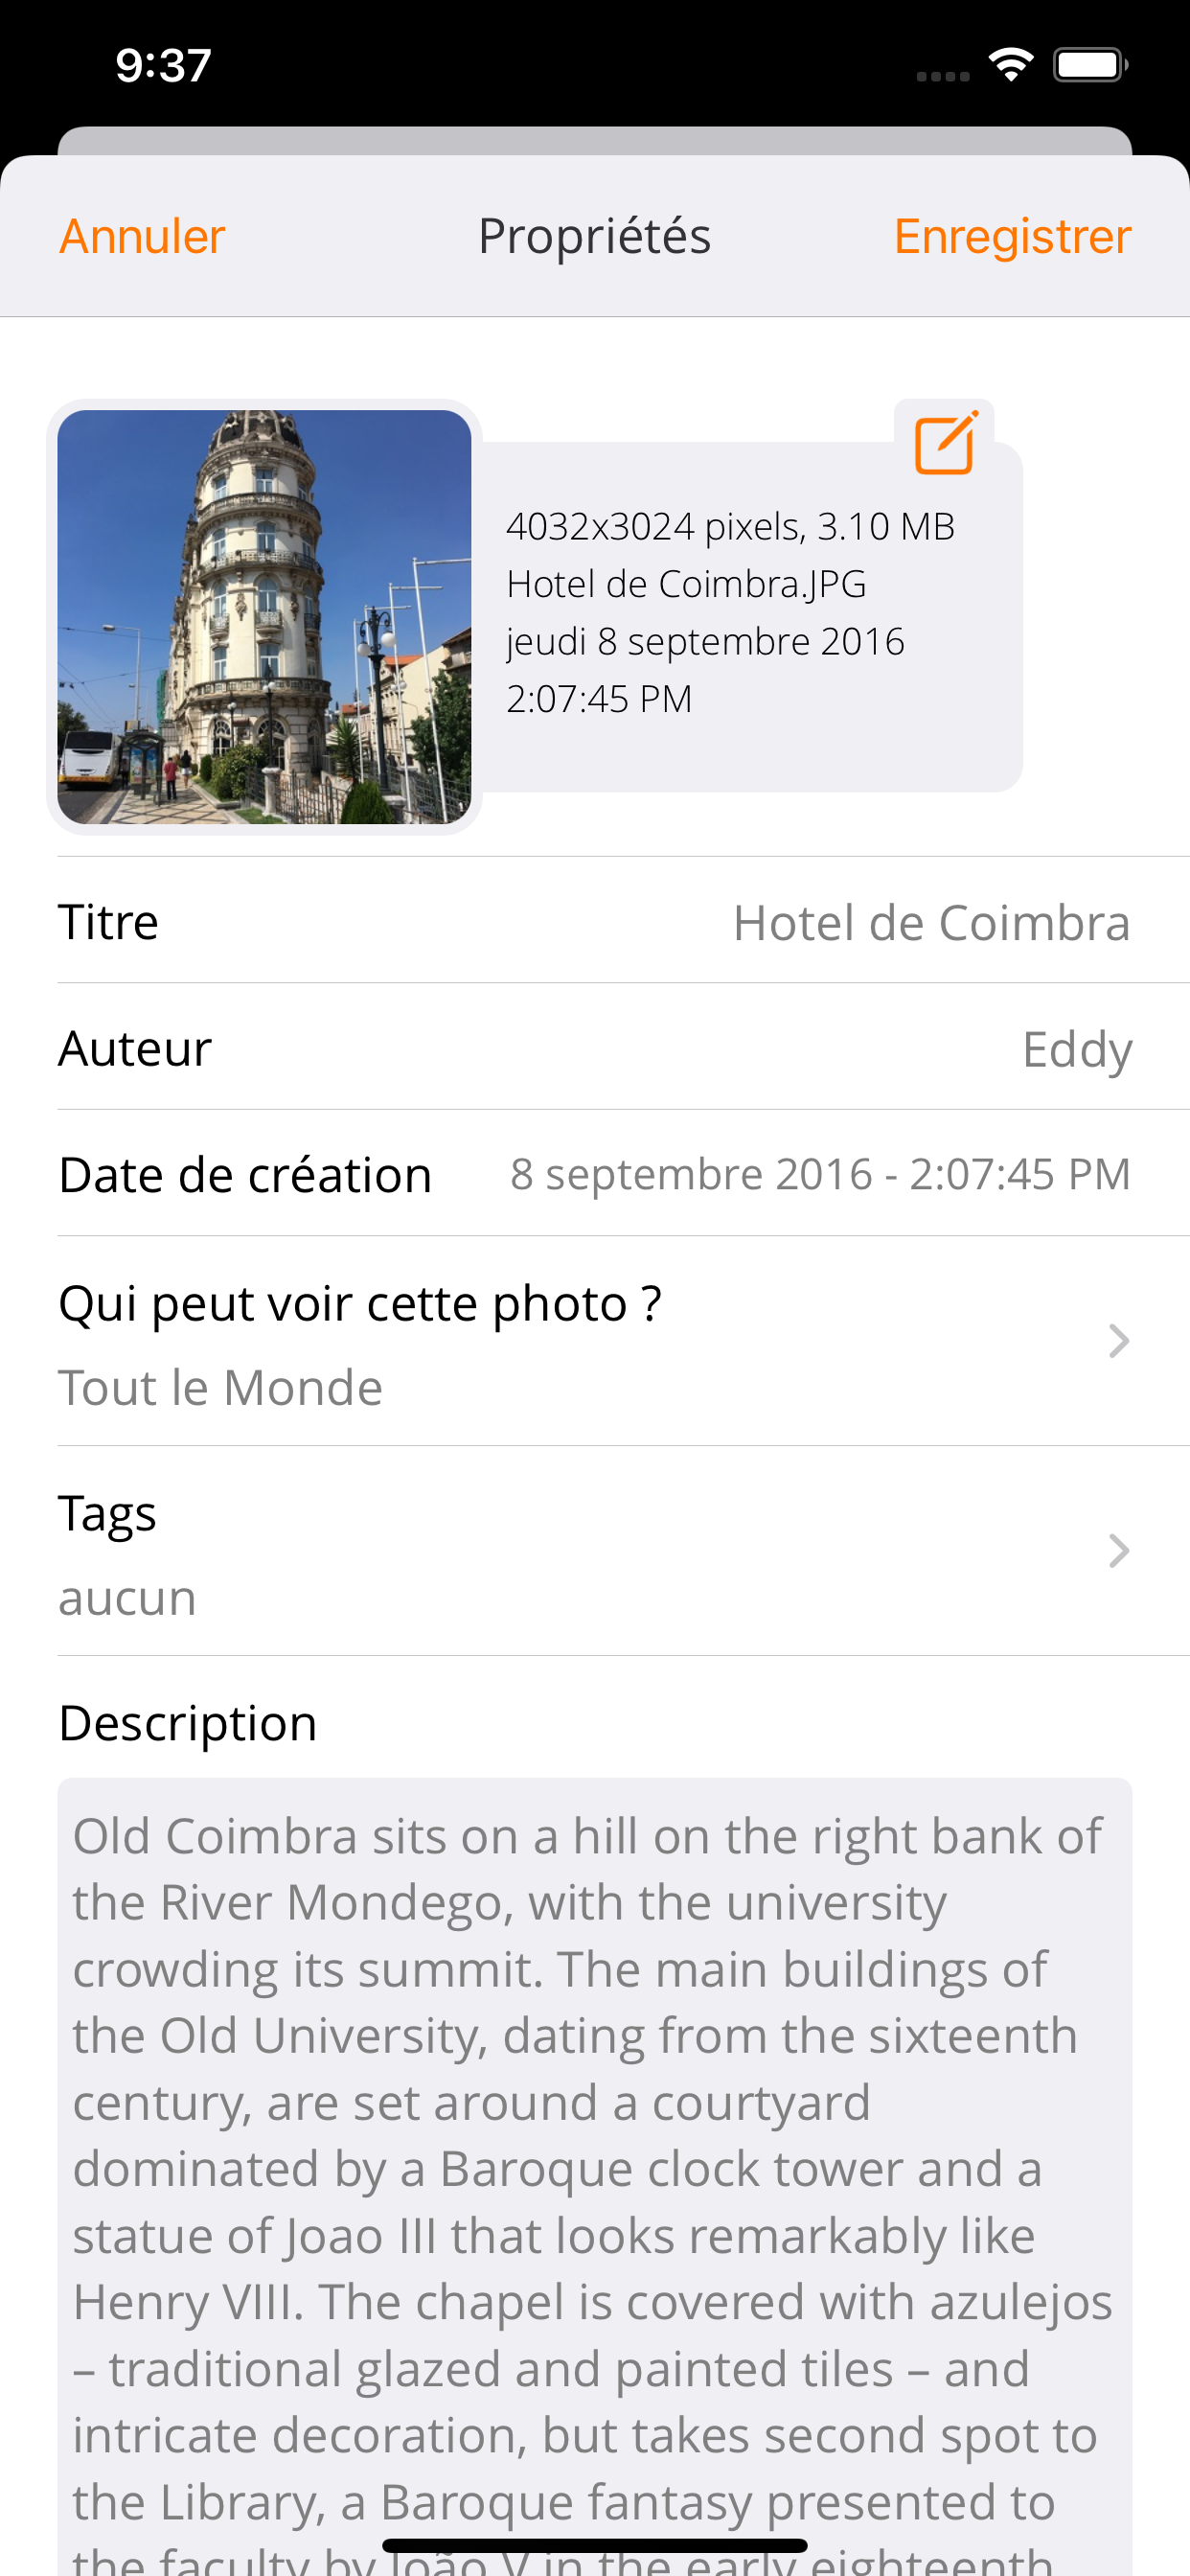 9:37
Annuler Propriétés Enregistrer
4032x3024 pixels, 3.10 MB
Hotel de Coimbra.JPG
jeudi 8 septembre 2016
2:07:45 PM
Titre Hotel de Coimbra
Auteur Eddy
Date de création 8 septembre 2016 - 2:07:45 PM
Qui peut voir cette photo ?
Tout le Monde
Tags
aucun
Description
Old Coimbra sits on a hill on the right bank of
the River Mondego, with the university
crowding its summit. The main buildings of
the Old University, dating from the sixteenth
century, are set around a courtyard
dominated by a Baroque clock tower and a
statue of Joao III that looks remarkably like
Henry VIII. The chapel is covered with azulejos
– traditional glazed and painted tiles – and
intricate decoration, but takes second spot to
the Library, a Baroque fantasy presented to
the faculty by João V in the early eighteenth